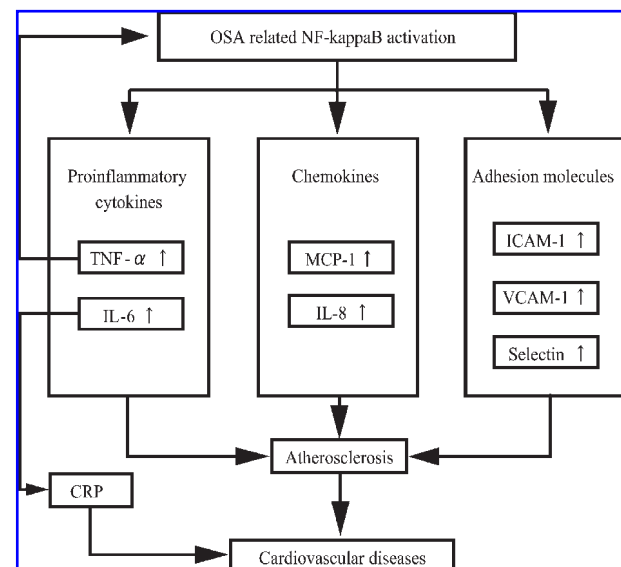 OSA related NF-kappaB activation
Proinflammatory
cytokines
TNF-α ↑
IL-6 ↑
Chemokines
MCP-1 ↑
IL-8 ↑
Adhesion molecules
ICAM-1 ↑
VCAM-1 ↑
Selectin ↑
Atherosclerosis
CRP
Cardiovascular diseases